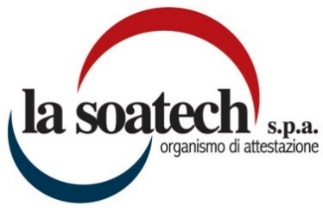 la soatech s.p.a.
organismo di attestazione